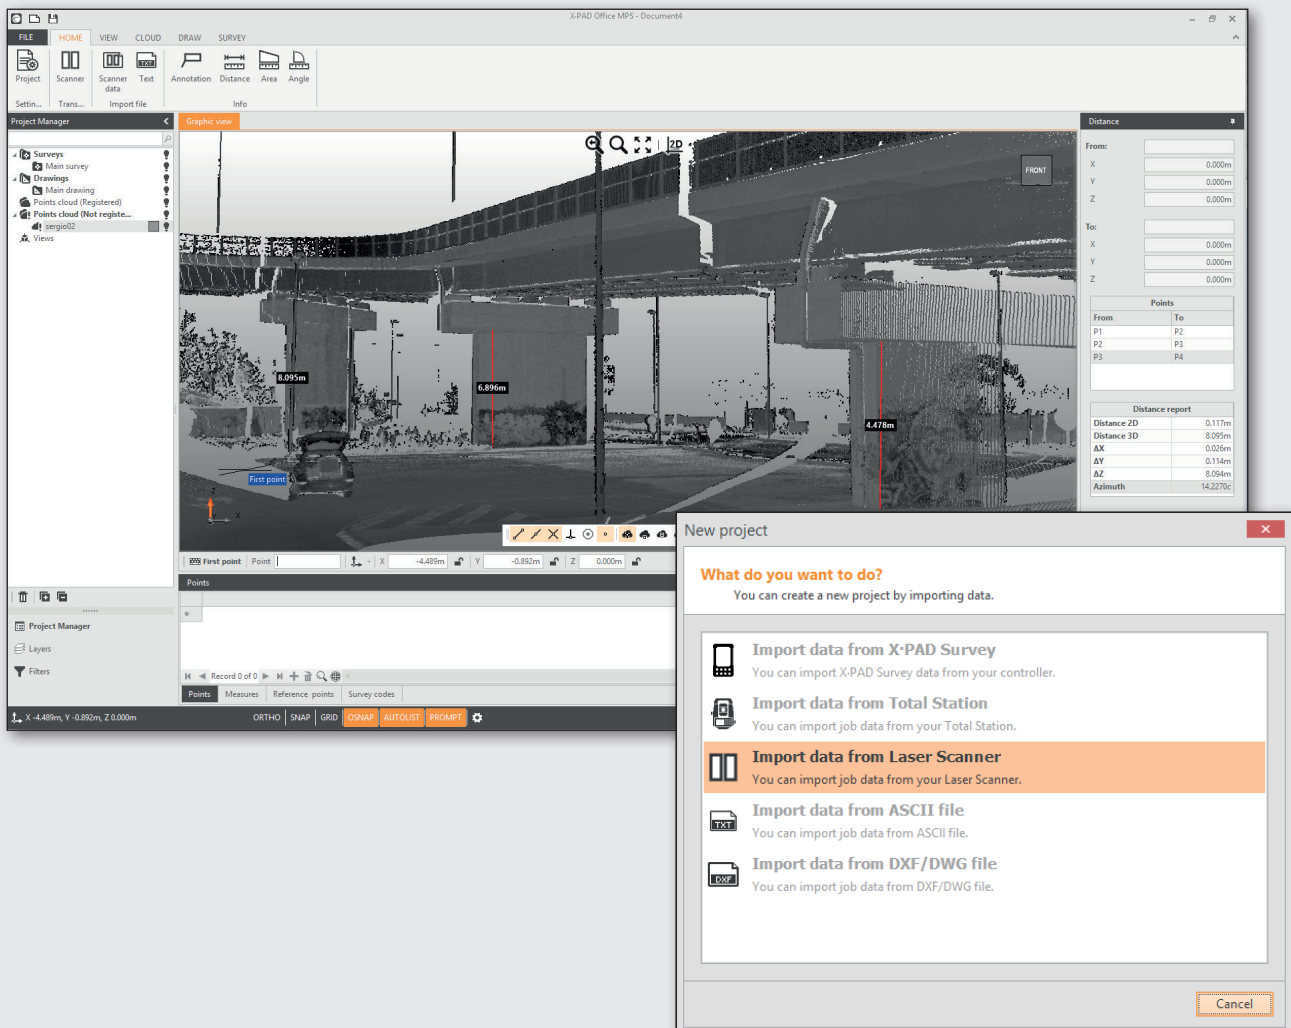 X-PAD Office MPS - Document4
FILE HOME VIEW CLOUD DRAW SURVEY
Project Scanner Scanner data Text Annotation Distance Area Angle
Settin... Trans... Import file Info
TXT
Project Manager
Surveys
Main survey
Drawings
Main drawing
Points cloud (Registered)
Points cloud (Not registe...
sergio02
Views
Graphic view
2D
FRONT
8.095m
6.896m
4.478m
First point
Z
Y X
Distance
From:
X 0.000m
Y 0.000m
Z 0.000m
To:
X 0.000m
Y 0.000m
Z 0.000m
Points
From To
P1 P2
P2 P3
P3 P4
Distance report
Distance 2D 0.117m
Distance 3D 8.095m
ΔX 0.026m
ΔY 0.114m
ΔZ 8.094m
Azimuth 14.2270c
First point Point X -4.489m Y -0.892m Z 0.000m
Points
Record 0 of 0
Points Measures Reference points Survey codes
Project Manager
Layers
Filters
X -4.489m, Y -0.892m, Z 0.000m
ORTHO SNAP GRID OSNAP AUTOLIST PROMPT
New project
What do you want to do?
You can create a new project by importing data.
Import data from X·PAD Survey
You can import X-PAD Survey data from your controller.
Import data from Total Station
You can import job data from your Total Station.
Import data from Laser Scanner
You can import job data from your Laser Scanner.
TXT
Import data from ASCII file
You can import job data from ASCII file.
DXF
Import data from DXF/DWG file
You can import job data from DXF/DWG file.
Cancel